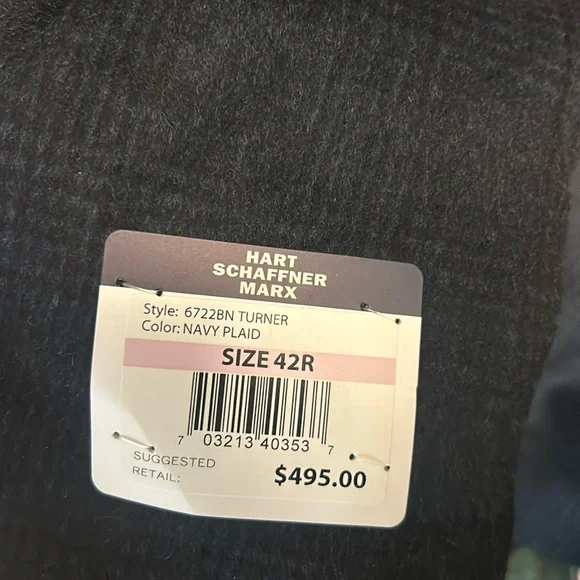 HART
SCHAFFNER
MARX
Style: 6722BN TURNER
Color: NAVY PLAID
SIZE 42R
7 03213 40353 7
SUGGESTED
RETAIL: $495.00